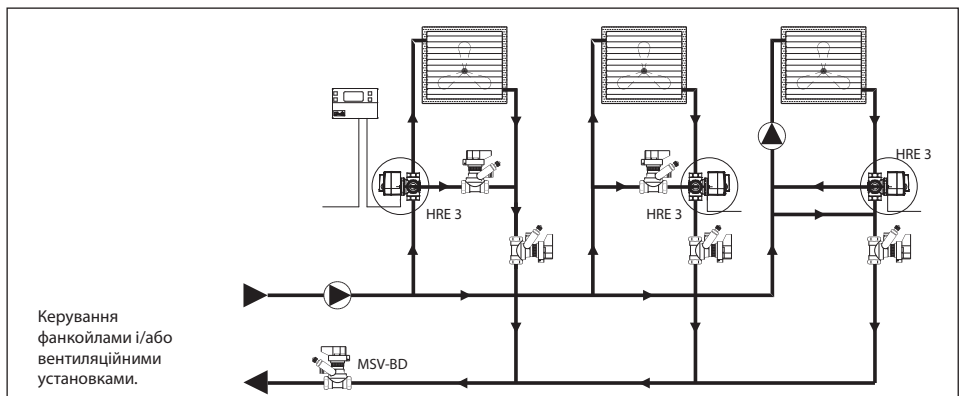 HRE 3
HRE 3
HRE 3
MSV-BD
Керування
фанкойлами і/або
вентиляційними
установками.